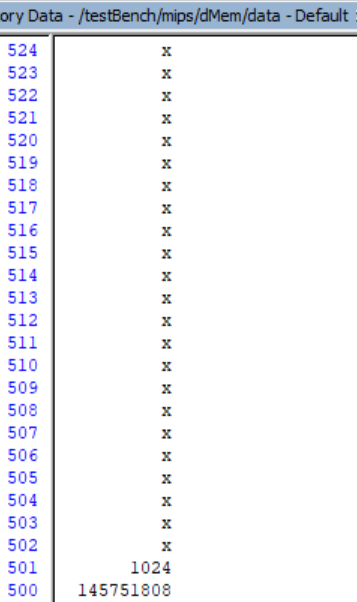 ory Data - /testBench/mips/dMem/data - Default
524 x
523 x
522 x
521 x
520 x
519 x
518 x
517 x
516 x
515 x
514 x
513 x
512 x
511 x
510 x
509 x
508 x
507 x
506 x
505 x
504 x
503 x
502 x
501 1024
500 145751808